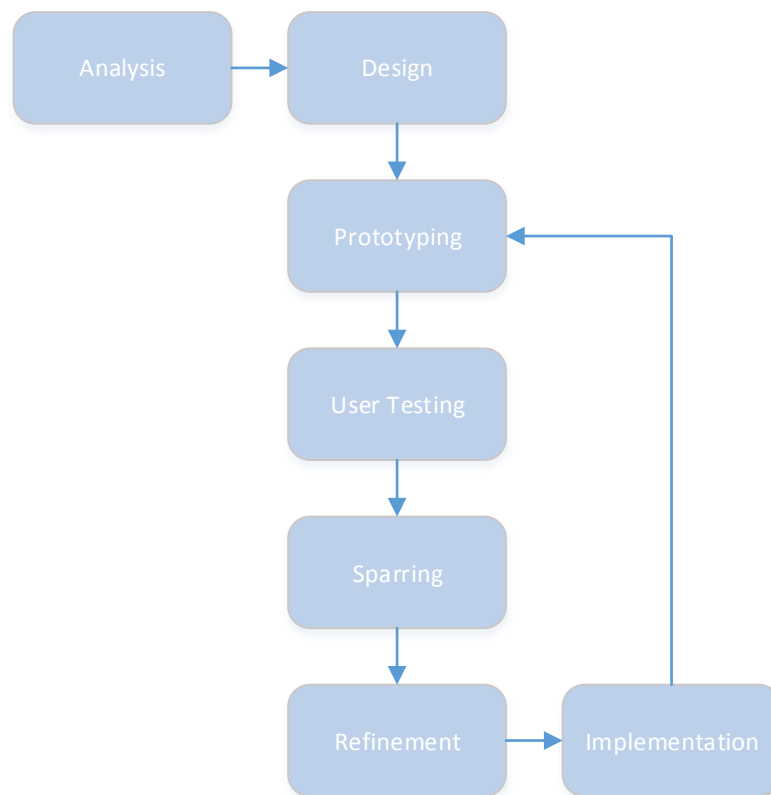 Analysis
Design
Prototyping
User Testing
Sparring
Refinement
Implementation